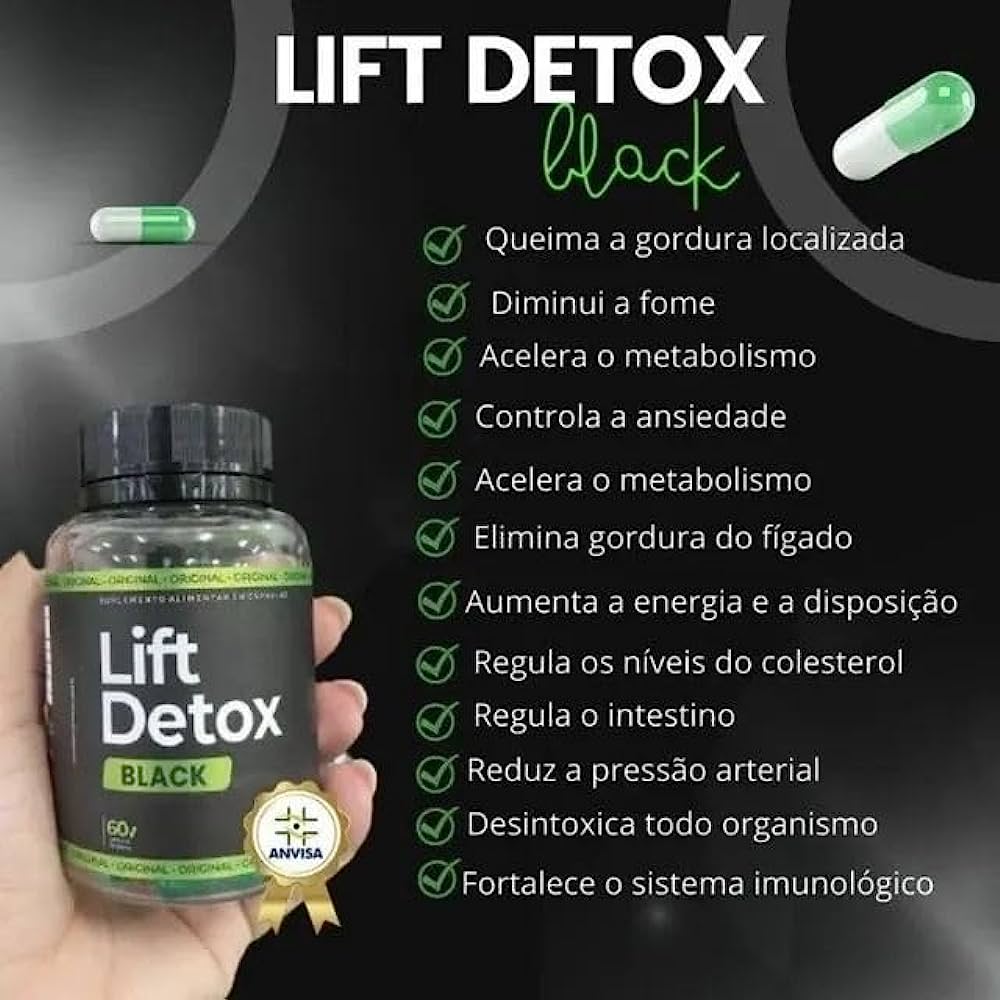 LIFT DETOX
black
Queima a gordura localizada
Diminui a fome
Acelera o metabolismo
Controla a ansiedade
Acelera o metabolismo
Elimina gordura do fígado
Aumenta a energia e a disposição
Regula os níveis do colesterol
Regula o intestino
Reduz a pressão arterial
Desintoxica todo organismo
Fortalece o sistema imunológico
ORIGINAL • ORIGINAL • ORIGINAL • ORIGINAL
SUPLEMENTO ALIMENTAR EM CÁPSULAS
Lift
Detox
BLACK
60
ORIGINAL • ORIGINAL • ORIGINAL
ANVISA